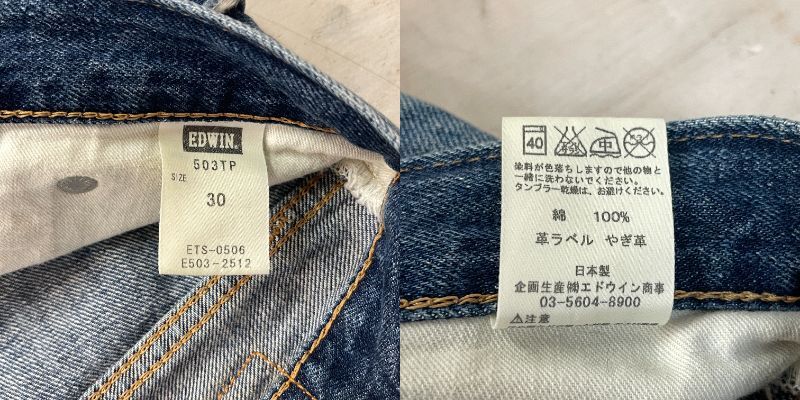 EDWIN
503TP
SIZE
30
ETS-0506
E503-2512
40
染料が色落ちしますので他の物と
一緒に洗わないでください。
タンブラー乾燥は、お避けください。
綿 100%
革ラベル やぎ革
日本製
企画生産㈱エドウイン商事
03-5604-8900
⚠注意